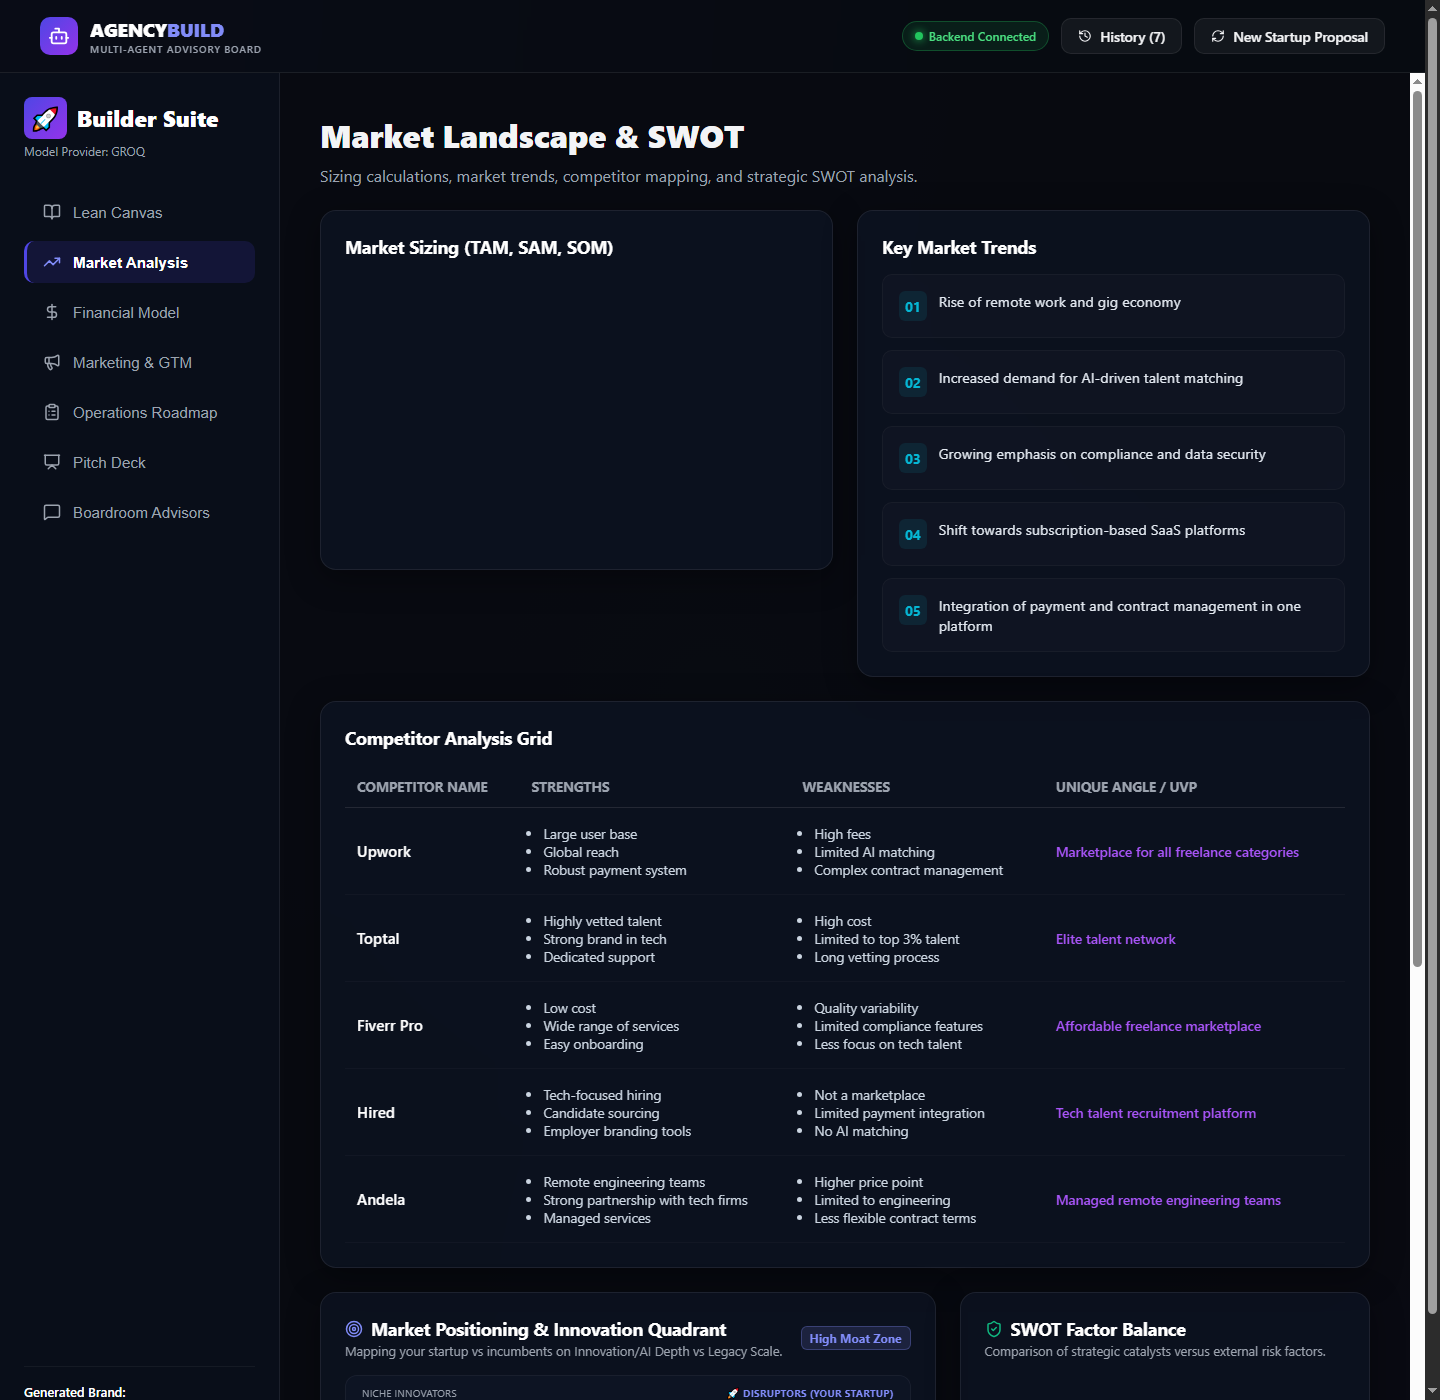 AGENCYBUILD
MULTI-AGENT ADVISORY BOARD
Backend Connected
History (7)
New Startup Proposal
Builder Suite
Model Provider: GROQ
Lean Canvas
Market Analysis
Financial Model
Marketing & GTM
Operations Roadmap
Pitch Deck
Boardroom Advisors
Generated Brand:
Market Landscape & SWOT
Sizing calculations, market trends, competitor mapping, and strategic SWOT analysis.
Market Sizing (TAM, SAM, SOM)
Key Market Trends
01 Rise of remote work and gig economy
02 Increased demand for AI-driven talent matching
03 Growing emphasis on compliance and data security
04 Shift towards subscription-based SaaS platforms
05 Integration of payment and contract management in one
platform
Competitor Analysis Grid
COMPETITOR NAME STRENGTHS WEAKNESSES UNIQUE ANGLE / UVP
Upwork
Large user base
Global reach
Robust payment system
High fees
Limited AI matching
Complex contract management
Marketplace for all freelance categories
Toptal
Highly vetted talent
Strong brand in tech
Dedicated support
High cost
Limited to top 3% talent
Long vetting process
Elite talent network
Fiverr Pro
Low cost
Wide range of services
Easy onboarding
Quality variability
Limited compliance features
Less focus on tech talent
Affordable freelance marketplace
Hired
Tech-focused hiring
Candidate sourcing
Employer branding tools
Not a marketplace
Limited payment integration
No AI matching
Tech talent recruitment platform
Andela
Remote engineering teams
Strong partnership with tech firms
Managed services
Higher price point
Limited to engineering
Less flexible contract terms
Managed remote engineering teams
Market Positioning & Innovation Quadrant
Mapping your startup vs incumbents on Innovation/AI Depth vs Legacy Scale.
High Moat Zone
NICHE INNOVATORS
🚀 DISRUPTORS (YOUR STARTUP)
SWOT Factor Balance
Comparison of strategic catalysts versus external risk factors.